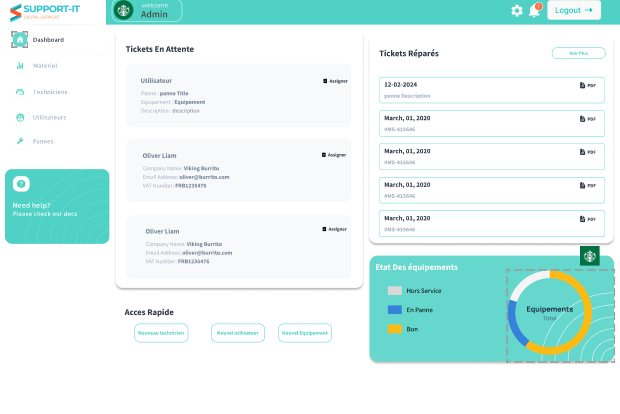 SUPPORT-IT
DIGITAL-SUPPORT
welcome
Admin
1
Logout
Dashboard
Materiel
Techniciens
Utilisateurs
Pannes
?
Need help?
Please check our docs
Tickets En Attente
Utilisateur
Assigner
Panne : panne Title
Equipement : Equipement
Description : description
Oliver Liam
Assigner
Company Name: Viking Burrito
Email Address: oliver@burrito.com
VAT Number: FRB1235476
Oliver Liam
Assigner
Company Name: Viking Burrito
Email Address: oliver@burrito.com
VAT Number: FRB1235476
Acces Rapide
Nouveau technicien
Nouvel utilisateur
Nouvel Equipement
Tickets Réparés
Voir Plus
12-02-2024
PDF
panne Description
March, 01, 2020
PDF
#MS-415646
March, 01, 2020
PDF
#MS-415646
March, 01, 2020
PDF
#MS-415646
March, 01, 2020
PDF
#MS-415646
Etat Des équipements
Hors Service
En Panne
Bon
Equipements
Total